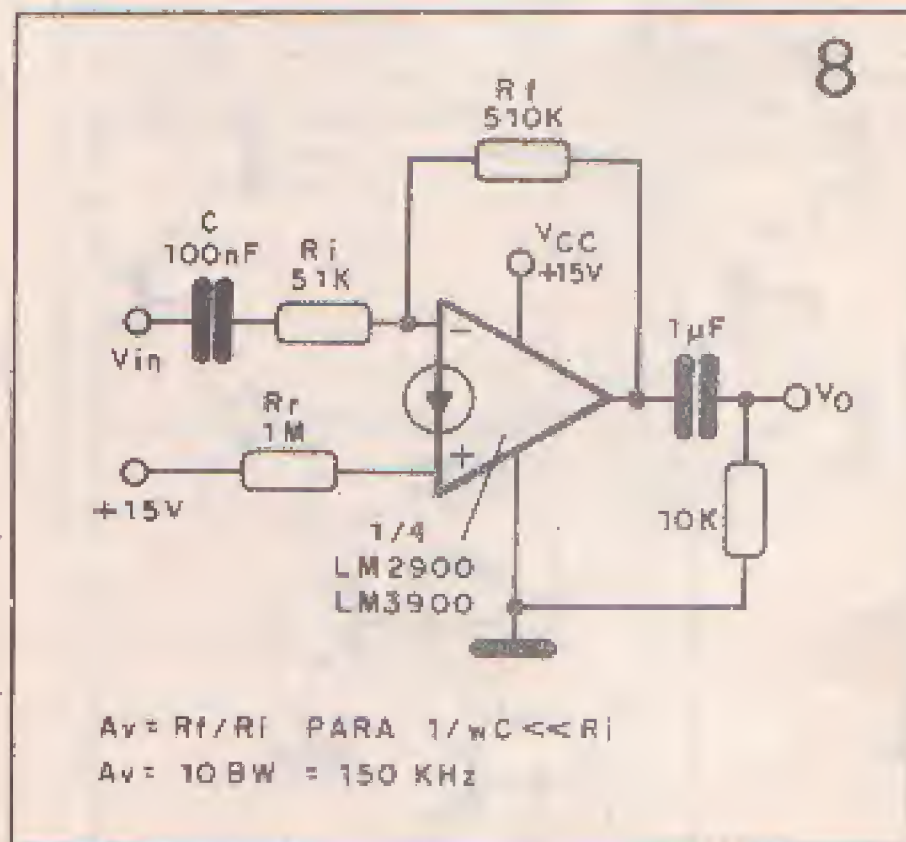 8
Rf
510K
C
100nF
Ri
51K
VCC
+15V
1µF
Vin
-
Vo
Rr
1M
+
+15V
10K
1/4
LM2900
LM3900
Av = Rf/Ri PARA 1/wC << Ri
Av = 10 BW = 150 KHz